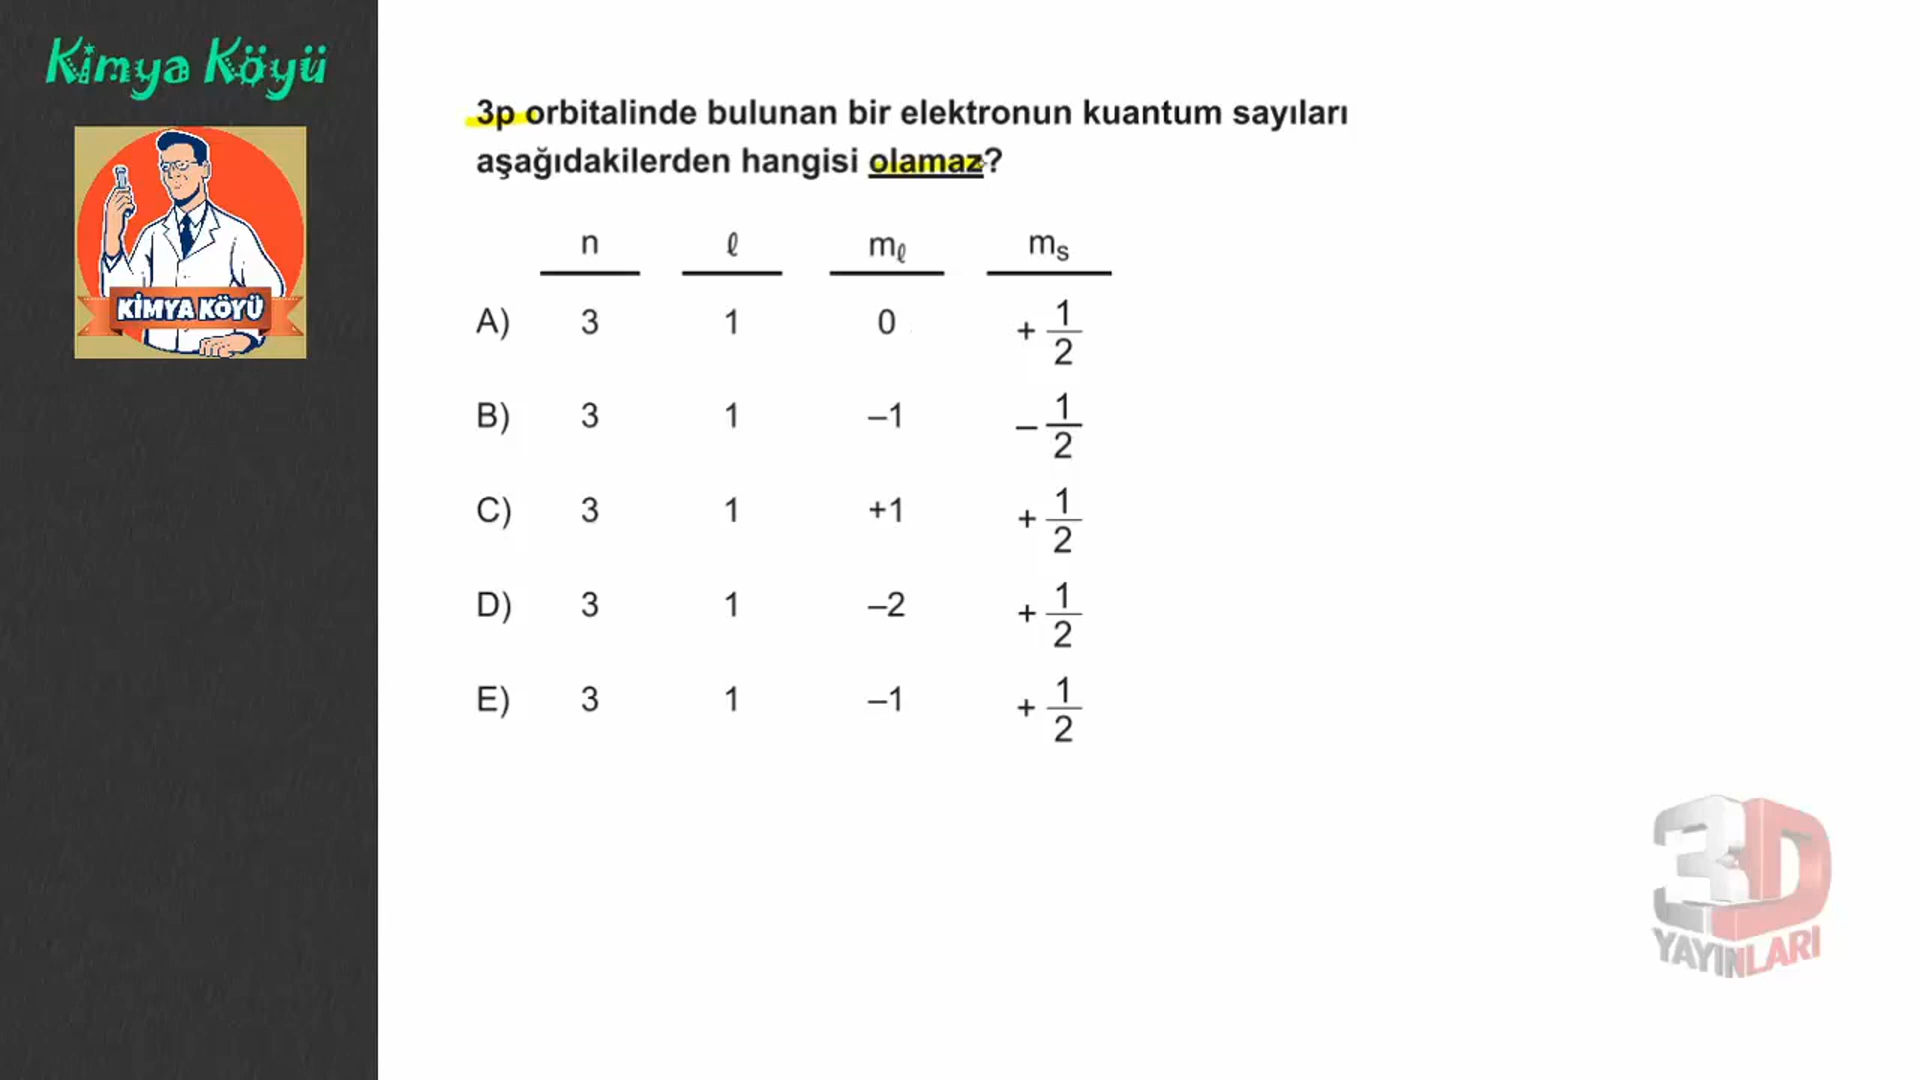 Kimya Köyü
KİMYA KÖYÜ
3p orbitalinde bulunan bir elektronun kuantum sayıları
aşağıdakilerden hangisi olamaz?
n ℓ mℓ ms
A) 3 1 0 + 1/2
B) 3 1 –1 – 1/2
C) 3 1 +1 + 1/2
D) 3 1 –2 + 1/2
E) 3 1 –1 + 1/2
3D
YAYINLARI